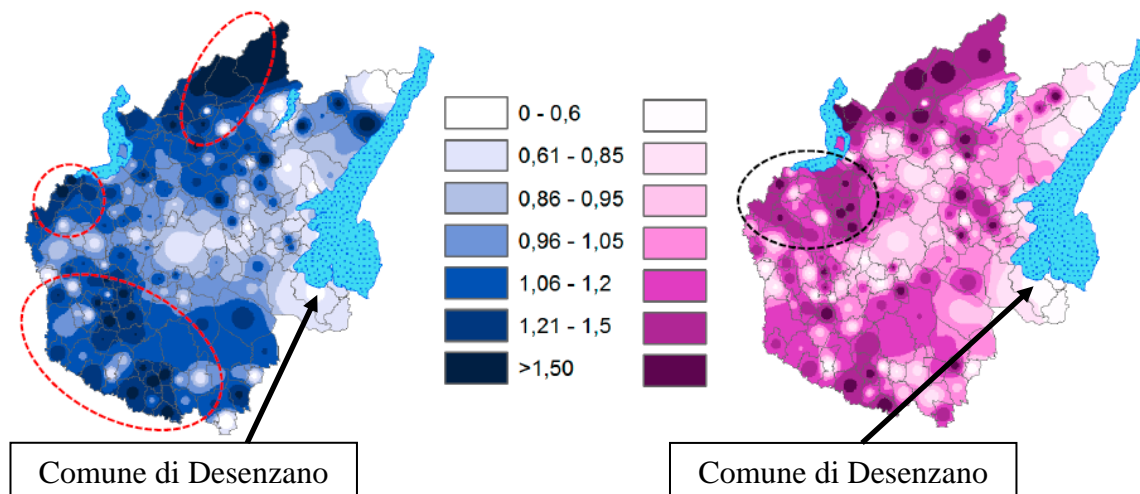 0 - 0,6
0,61 - 0,85
0,86 - 0,95
0,96 - 1,05
1,06 - 1,2
1,21 - 1,5
>1,50
Comune di Desenzano
Comune di Desenzano